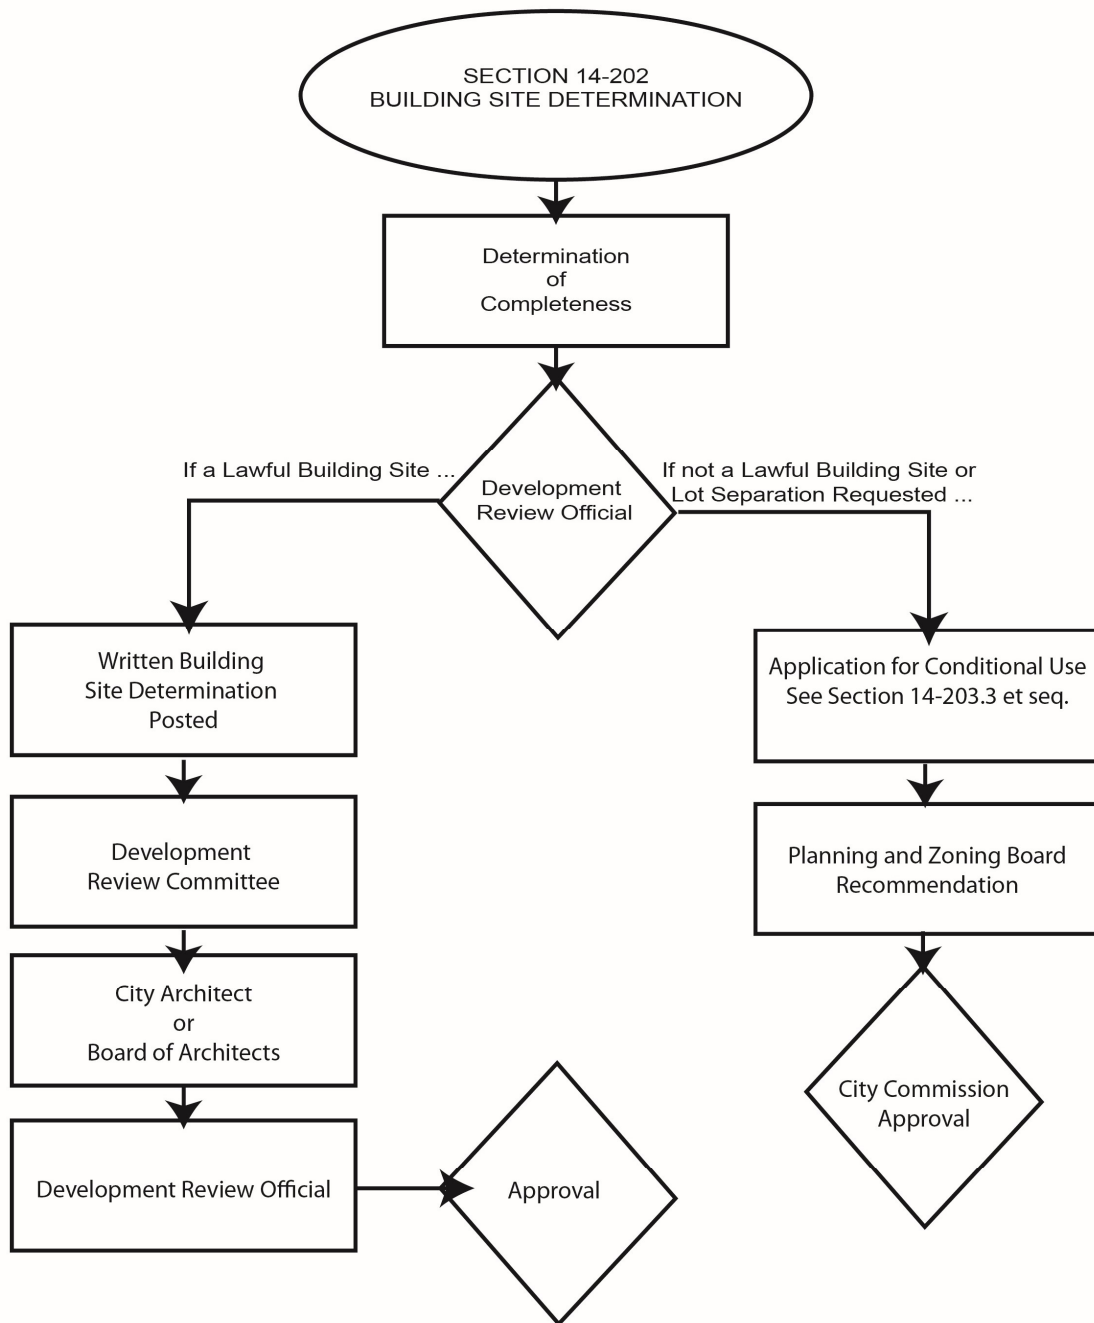 SECTION 14-202
BUILDING SITE DETERMINATION
Determination
of
Completeness
If a Lawful Building Site ...
If not a Lawful Building Site or
Lot Separation Requested ...
Development
Review Official
Written Building
Site Determination
Posted
Application for Conditional Use
See Section 14-203.3 et seq.
Development
Review Committee
Planning and Zoning Board
Recommendation
City Architect
or
Board of Architects
City Commission
Approval
Development Review Official
Approval